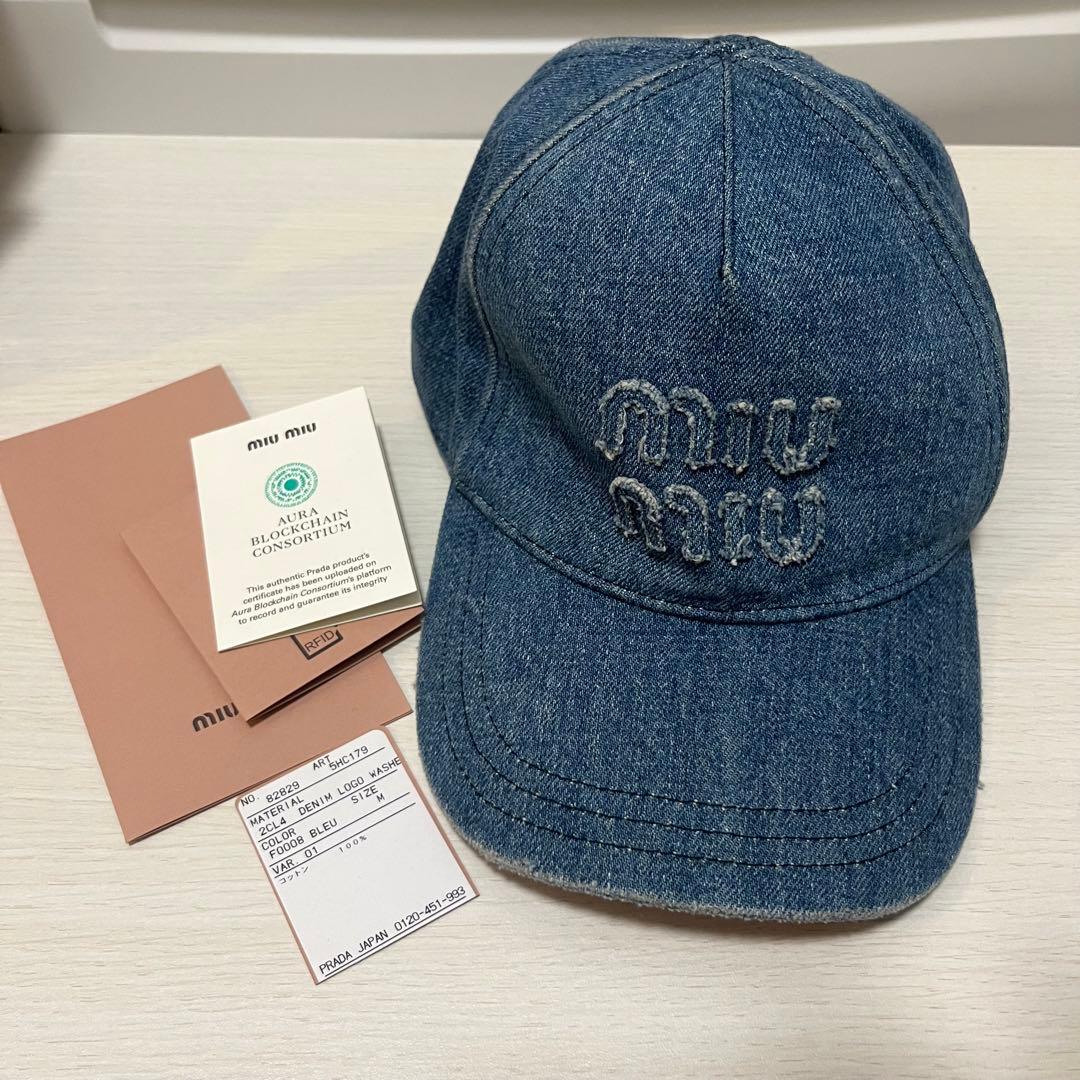 miu miu
AURA
BLOCKCHAIN
CONSORTIUM
This authentic Prada product's
certificate has been uploaded on
Aura Blockchain Consortium's platform
to record and guarantee its integrity
RFID
miu
NO. 82829 ART 5HC179
MATERIAL
2CL4 DENIM LOGO WASHE
COLOR SIZE
F0008 BLEU M
VAR. 01
コットン 100%
PRADA JAPAN 0120-451-993
miu
miu